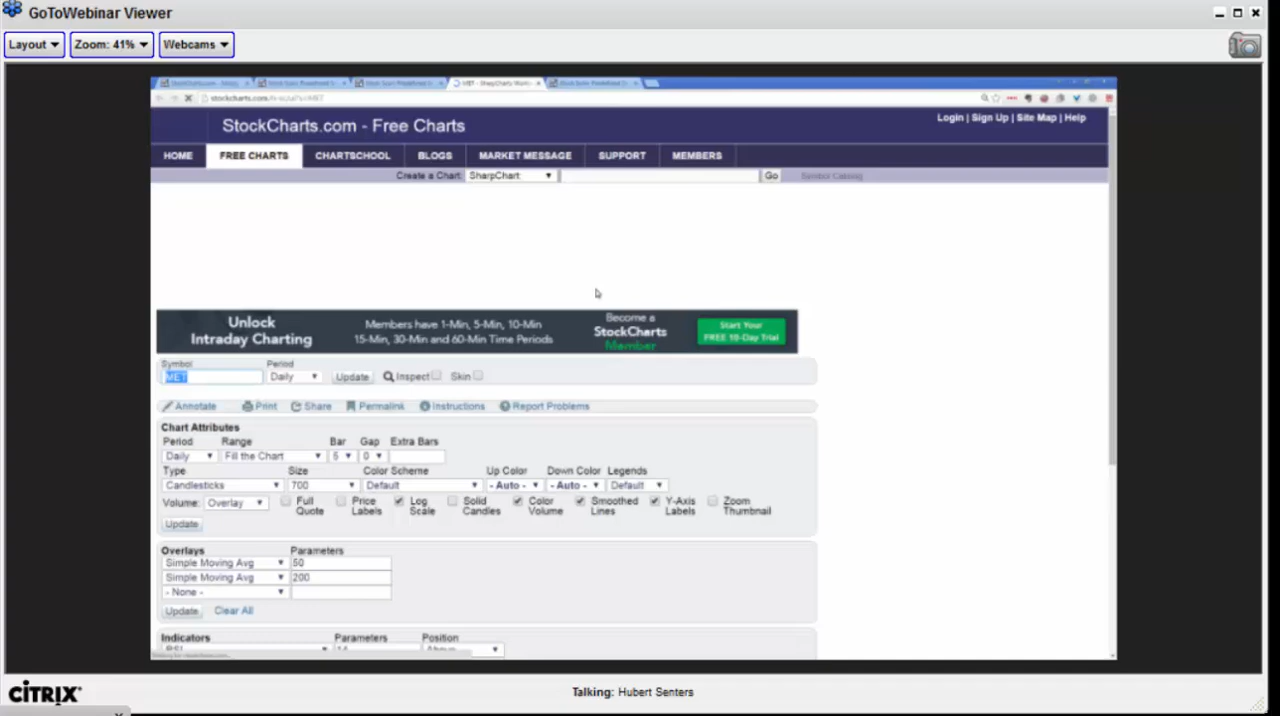 GoToWebinar Viewer
Layout Zoom: 41% Webcams
StockCharts.com - Free Charts
Login | Sign Up | Site Map | Help
HOME FREE CHARTS CHARTSCHOOL BLOGS MARKET MESSAGE SUPPORT MEMBERS
Create a Chart: SharpChart Go Symbol Catalog
Unlock Intraday Charting
Members have 1-Min, 5-Min, 10-Min
15-Min, 30-Min and 60-Min Time Periods
Become a
StockCharts
Member
Start Your
FREE 10-Day Trial
Symbol Period
MET Daily Update Inspect Skin
Annotate Print Share Permalink Instructions Report Problems
Chart Attributes
Period Range Bar Gap Extra Bars
Daily Fill the Chart 5 0
Type Size Color Scheme Up Color Down Color Legends
Candlesticks 700 Default - Auto - - Auto - Default
Volume: Overlay Full Quote Price Labels Log Scale Solid Candles Color Volume Smoothed Lines Y-Axis Labels Zoom Thumbnail
Update
Overlays Parameters
Simple Moving Avg 50
Simple Moving Avg 200
- None -
Update Clear All
Indicators Parameters Position
RSI 14 Above
CITRIX
Talking: Hubert Senters